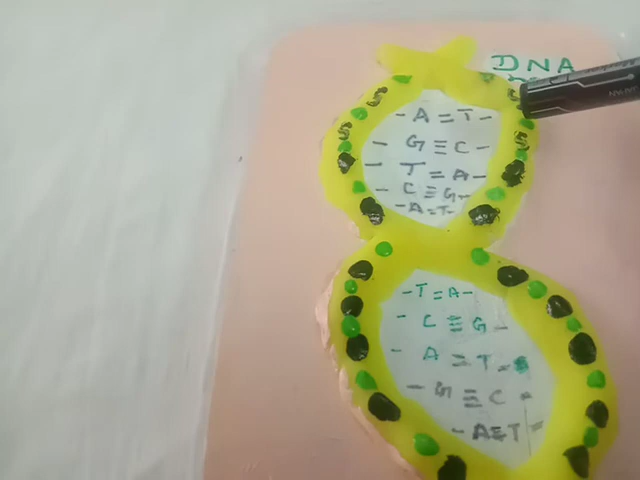 DNA
- A = T -
- G ≡ C -
- T = A -
- C ≡ G -
- A = T -
- T = A -
- C ≡ G -
- A = T -
- G ≡ C =
- A = T =
S
S
S
S